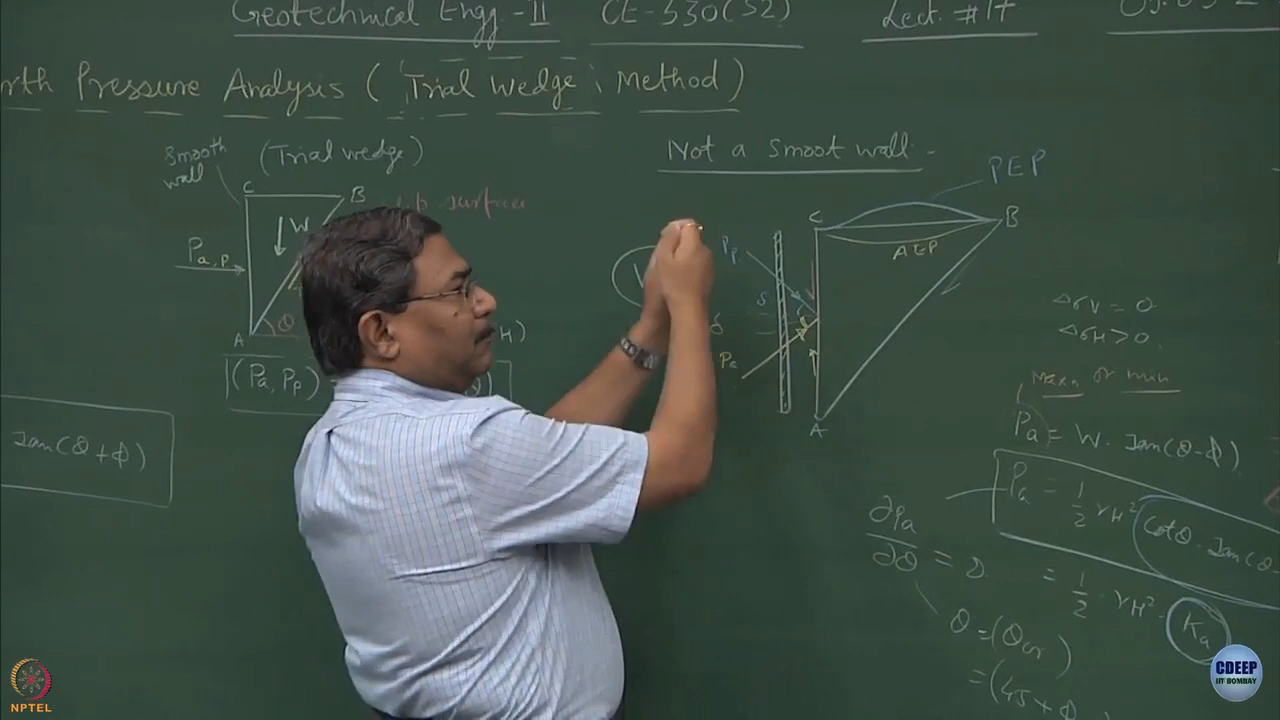 Geotechnical Engg.-II CE-330(S2) Lect. #17
rth Pressure Analysis (Trial wedge Method)
Smooth wall
(Trial wedge)
C
B
W
Pa,p
A
θ
surface
H)
(Pa, Pp)
Tan(θ+φ)
Not a smoot wall.
PEP
C
B
AEP
Pp
S
δ
Pa
A
Δσv = 0
ΔσH > 0
Maxm or min
Pa = W. Tan(θ-φ)
Pa = 1/2 γH² Cotθ. Tan(θ-
= 1/2 . γH². Ka
∂Pa/∂θ = 0
θ = (θcr)
= (45+φ
NPTEL
CDEEP
IIT BOMBAY